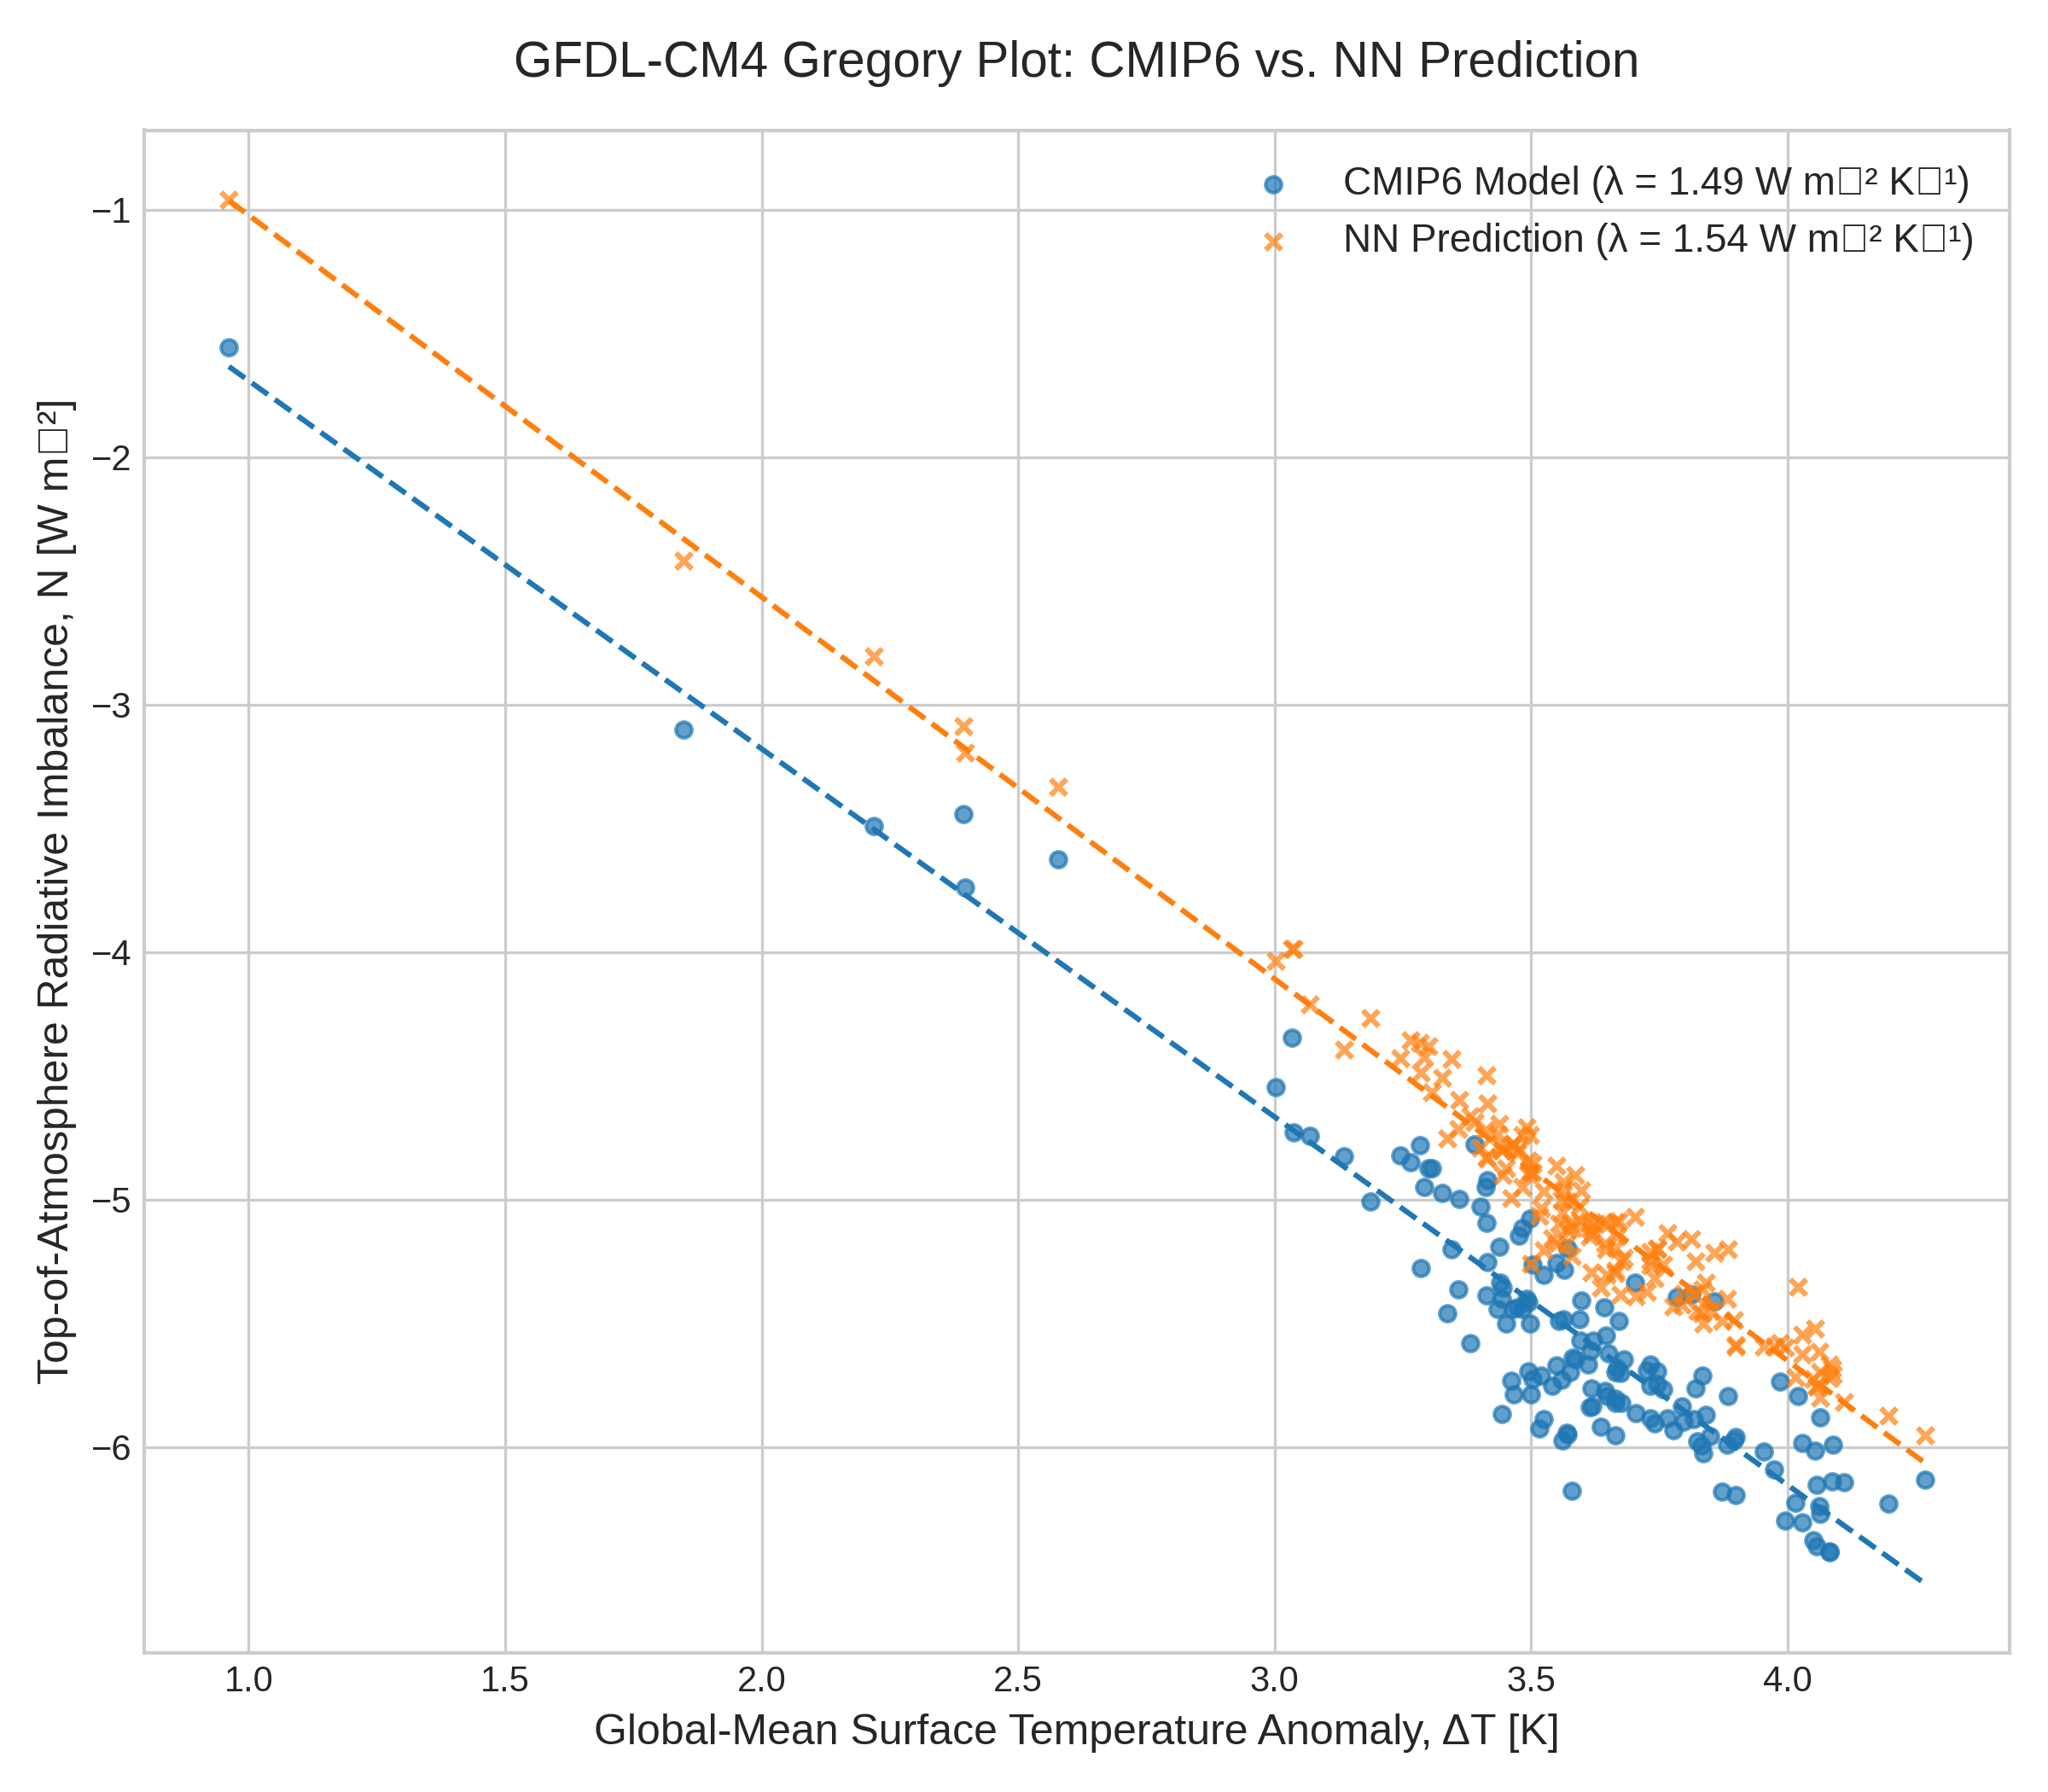 GFDL-CM4 Gregory Plot: CMIP6 vs. NN Prediction
CMIP6 Model (λ = 1.49 W m□² K□¹)
NN Prediction (λ = 1.54 W m□² K□¹)
Top-of-Atmosphere Radiative Imbalance, N [W m□²]
−1
−2
−3
−4
−5
−6
1.0
1.5
2.0
2.5
3.0
3.5
4.0
Global-Mean Surface Temperature Anomaly, ΔT [K]